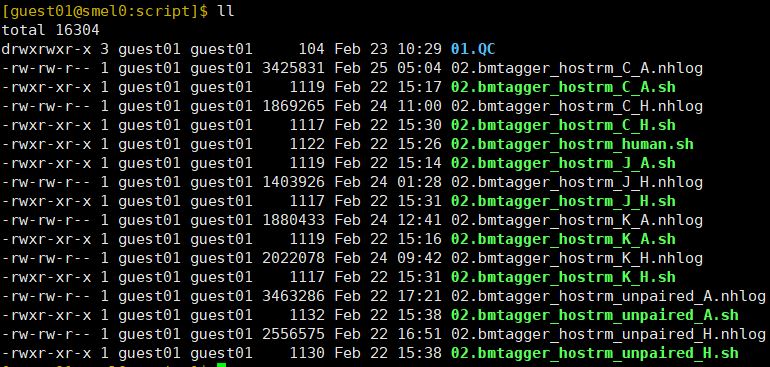 [guest01@smel0:script]$ ll
total 16304
drwxrwxr-x 3 guest01 guest01     104 Feb 23 10:29 01.QC
-rw-rw-r-- 1 guest01 guest01 3425831 Feb 25 05:04 02.bmtagger_hostrm_C_A.nhlog
-rwxr-xr-x 1 guest01 guest01    1119 Feb 22 15:17 02.bmtagger_hostrm_C_A.sh
-rw-rw-r-- 1 guest01 guest01 1869265 Feb 24 11:00 02.bmtagger_hostrm_C_H.nhlog
-rwxr-xr-x 1 guest01 guest01    1117 Feb 22 15:30 02.bmtagger_hostrm_C_H.sh
-rwxr-xr-x 1 guest01 guest01    1122 Feb 22 15:26 02.bmtagger_hostrm_human.sh
-rwxr-xr-x 1 guest01 guest01    1119 Feb 22 15:14 02.bmtagger_hostrm_J_A.sh
-rw-rw-r-- 1 guest01 guest01 1403926 Feb 24 01:28 02.bmtagger_hostrm_J_H.nhlog
-rwxr-xr-x 1 guest01 guest01    1117 Feb 22 15:31 02.bmtagger_hostrm_J_H.sh
-rw-rw-r-- 1 guest01 guest01 1880433 Feb 24 12:41 02.bmtagger_hostrm_K_A.nhlog
-rwxr-xr-x 1 guest01 guest01    1119 Feb 22 15:16 02.bmtagger_hostrm_K_A.sh
-rw-rw-r-- 1 guest01 guest01 2022078 Feb 24 09:42 02.bmtagger_hostrm_K_H.nhlog
-rwxr-xr-x 1 guest01 guest01    1117 Feb 22 15:31 02.bmtagger_hostrm_K_H.sh
-rw-rw-r-- 1 guest01 guest01 3463286 Feb 22 17:21 02.bmtagger_hostrm_unpaired_A.nhlog
-rwxr-xr-x 1 guest01 guest01    1132 Feb 22 15:38 02.bmtagger_hostrm_unpaired_A.sh
-rw-rw-r-- 1 guest01 guest01 2556575 Feb 22 16:51 02.bmtagger_hostrm_unpaired_H.nhlog
-rwxr-xr-x 1 guest01 guest01    1130 Feb 22 15:38 02.bmtagger_hostrm_unpaired_H.sh